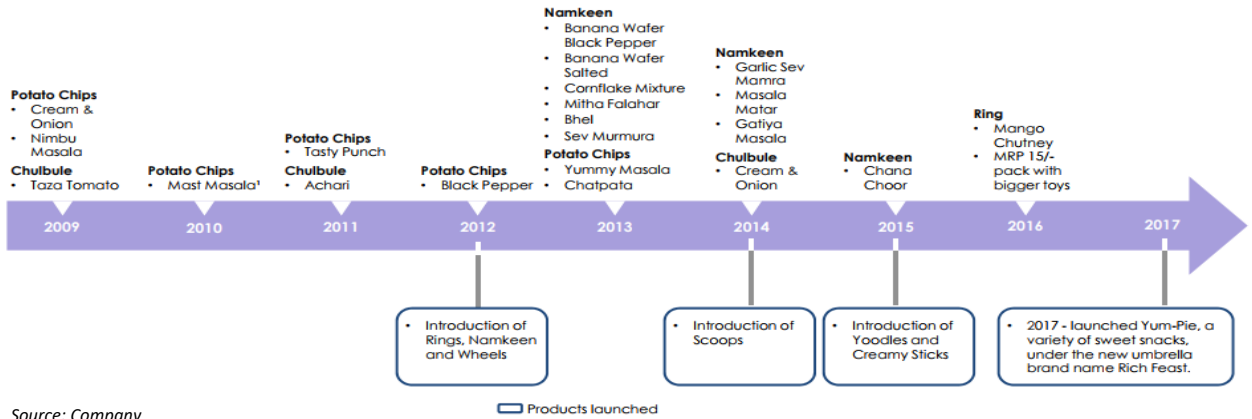 Potato Chips
• Cream &
Onion
• Nimbu
Masala
Chulbule
• Taza Tomato
Potato Chips
• Mast Masala¹
Potato Chips
• Tasty Punch
Chulbule
• Achari
Potato Chips
• Black Pepper
Namkeen
• Banana Wafer
Black Pepper
• Banana Wafer
Salted
• Cornflake Mixture
• Mitha Falahar
• Bhel
• Sev Murmura
Potato Chips
• Yummy Masala
• Chatpata
Namkeen
• Garlic Sev
Mamra
• Masala
Matar
• Gatiya
Masala
Chulbule
• Cream &
Onion
Namkeen
• Chana
Choor
Ring
• Mango
Chutney
• MRP 15/-
pack with
bigger toys
2009
2010
2011
2012
2013
2014
2015
2016
2017
• Introduction of
Rings, Namkeen
and Wheels
• Introduction of
Scoops
• Introduction of
Yoodles and
Creamy Sticks
• 2017 - launched Yum-Pie, a
variety of sweet snacks,
under the new umbrella
brand name Rich Feast.
Products launched
Source: Company